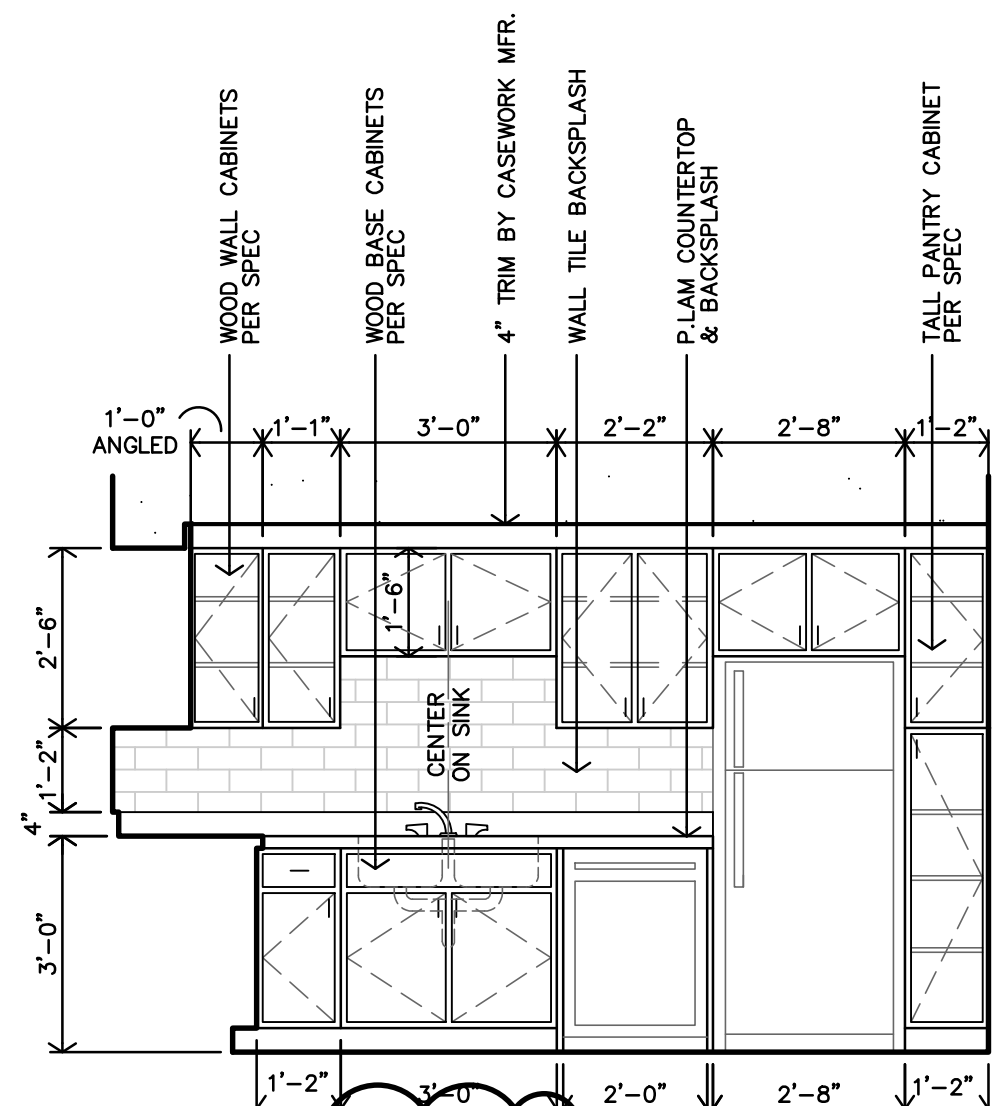 WOOD WALL CABINETS
PER SPEC
WOOD BASE CABINETS
PER SPEC
4" TRIM BY CASEWORK MFR.
WALL TILE BACKSPLASH
P.LAM COUNTERTOP
& BACKSPLASH
TALL PANTRY CABINET
PER SPEC
1'-0"
ANGLED
1'-1"
3'-0"
2'-2"
2'-8"
1'-2"
2'-6"
1'-6"
1'-2"
4"
3'-0"
CENTER
ON SINK
1'-2"
3'-0"
2'-0"
2'-8"
1'-2"